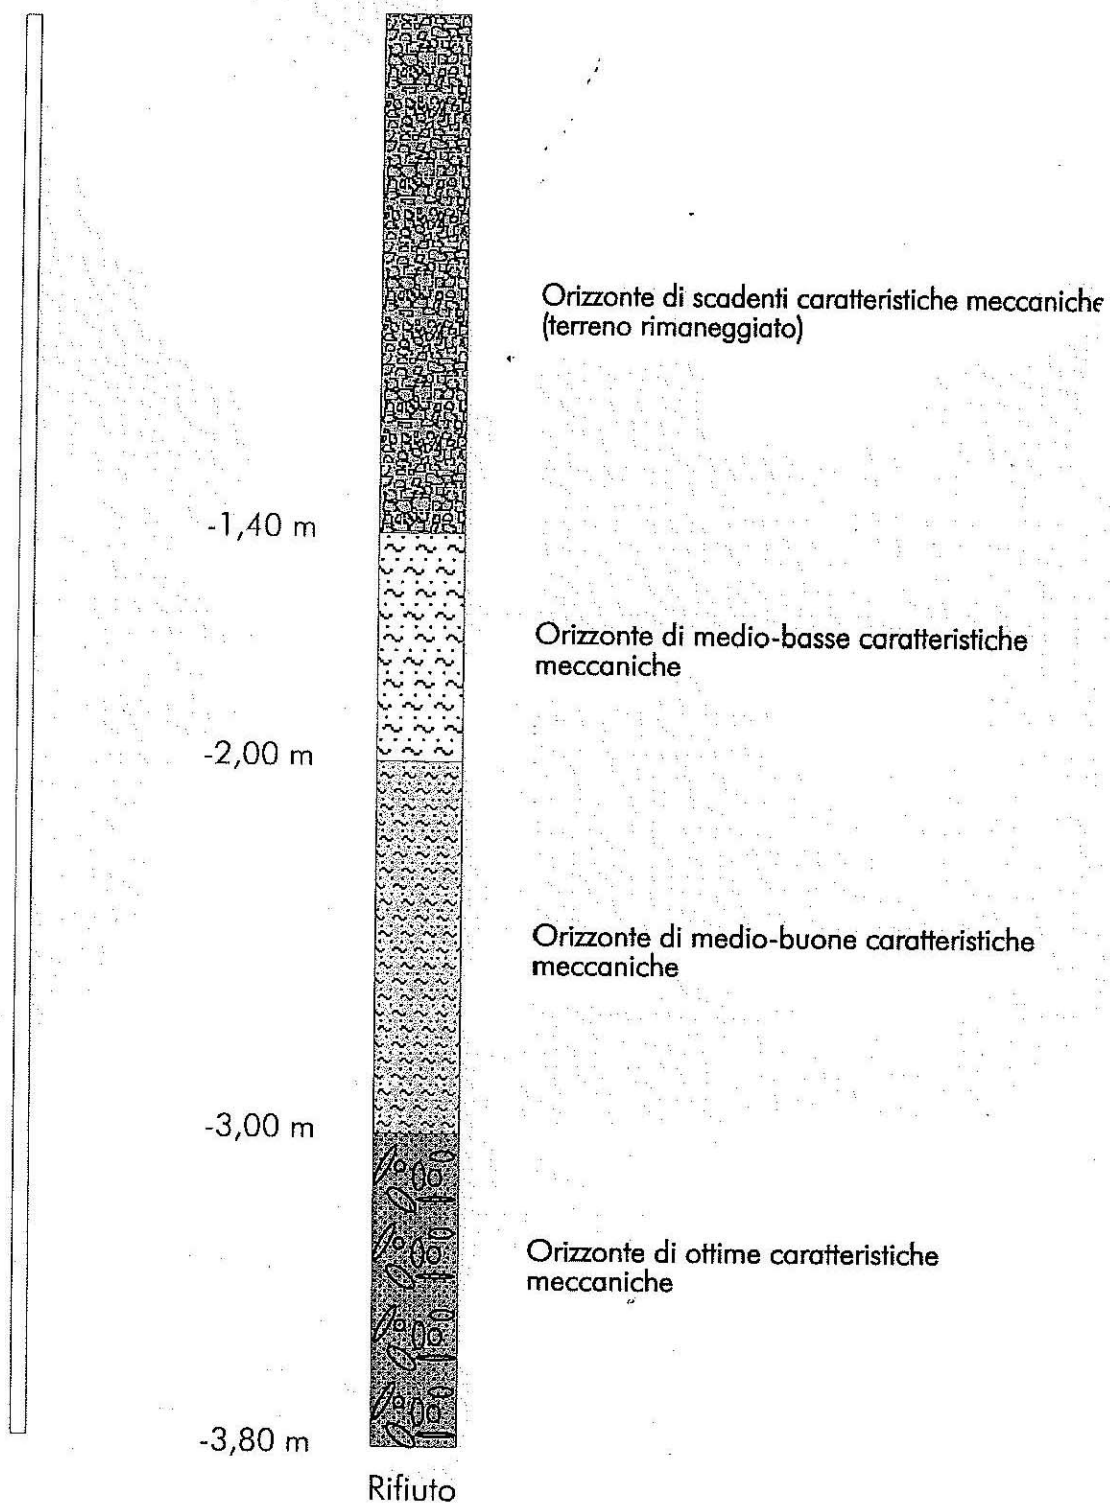 Orizzonte di scadenti caratteristiche meccaniche
(terreno rimaneggiato)
-1,40 m
Orizzonte di medio-basse caratteristiche
meccaniche
-2,00 m
Orizzonte di medio-buone caratteristiche
meccaniche
-3,00 m
Orizzonte di ottime caratteristiche
meccaniche
-3,80 m
Rifiuto